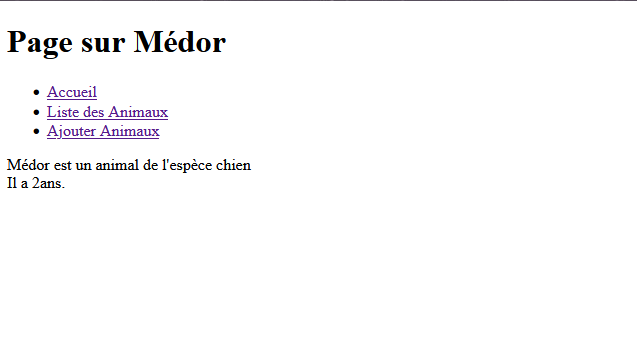 Page sur Médor
Accueil
Liste des Animaux
Ajouter Animaux
Médor est un animal de l'espèce chien
Il a 2ans.